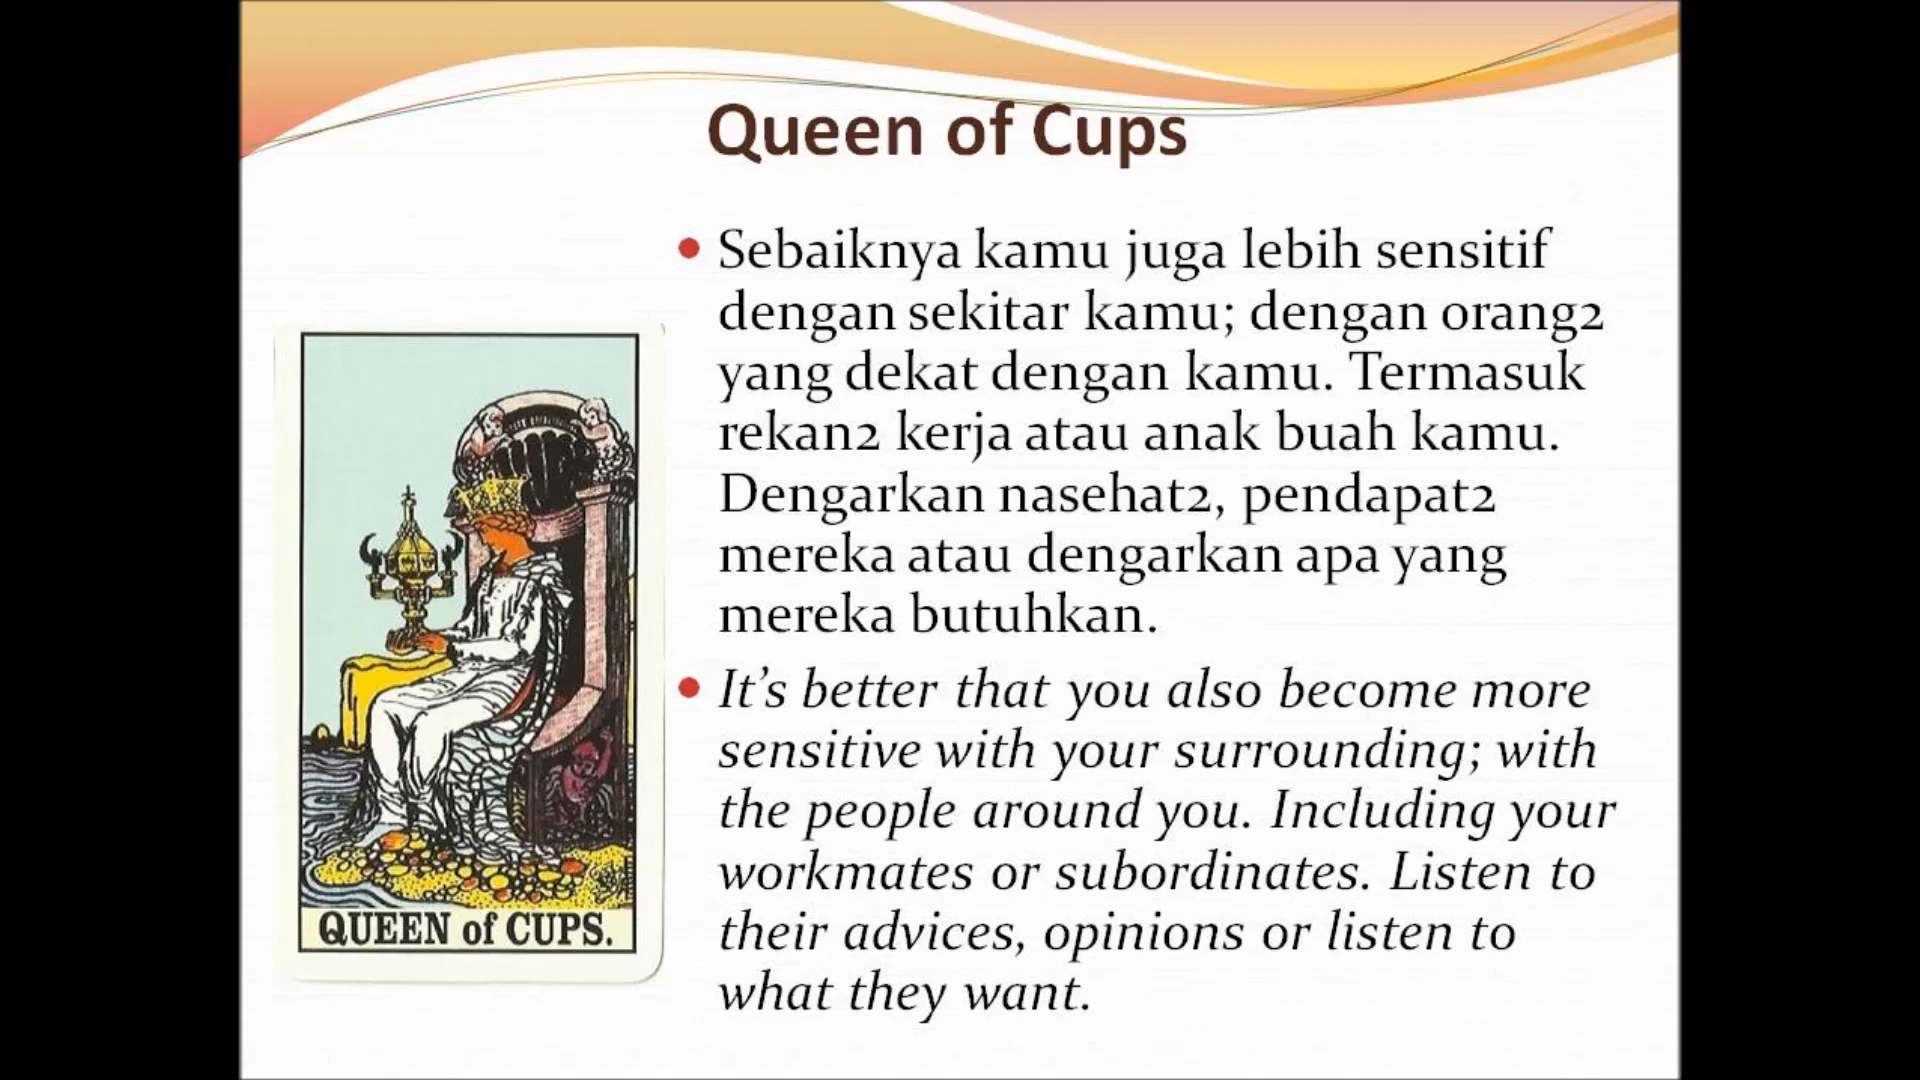 Queen of Cups
Sebaiknya kamu juga lebih sensitif
dengan sekitar kamu; dengan orang2
yang dekat dengan kamu. Termasuk
rekan2 kerja atau anak buah kamu.
Dengarkan nasehat2, pendapat2
mereka atau dengarkan apa yang
mereka butuhkan.
It's better that you also become more
sensitive with your surrounding; with
the people around you. Including your
workmates or subordinates. Listen to
their advices, opinions or listen to
what they want.
QUEEN of CUPS.